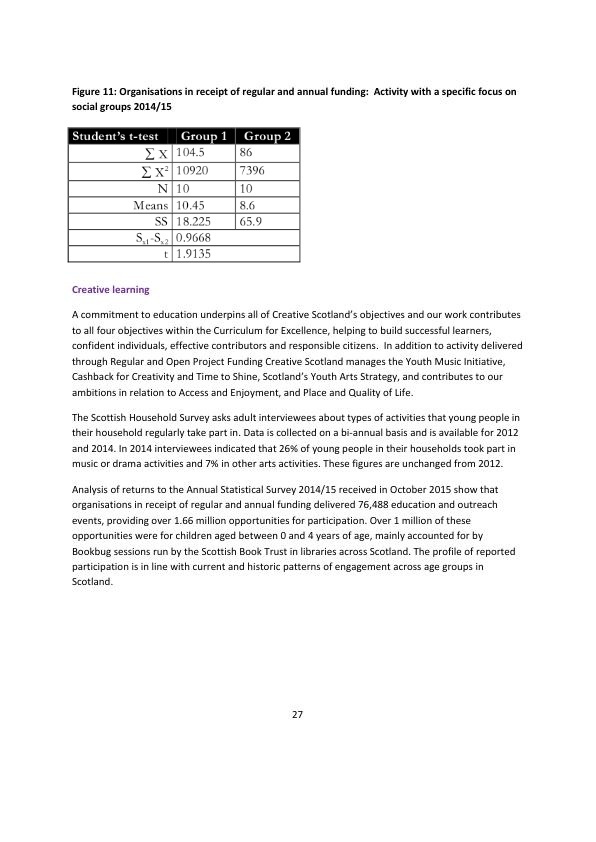 Figure 11: Organisations in receipt of regular and annual funding:  Activity with a specific focus on
social groups 2014/15
Student's t-test Group 1 Group 2
∑ X 104.5 86
∑ X² 10920 7396
N 10 10
Means 10.45 8.6
SS 18.225 65.9
Sx1-Sx2 0.9668
t 1.9135
Creative learning
A commitment to education underpins all of Creative Scotland's objectives and our work contributes
to all four objectives within the Curriculum for Excellence, helping to build successful learners,
confident individuals, effective contributors and responsible citizens.  In addition to activity delivered
through Regular and Open Project Funding Creative Scotland manages the Youth Music Initiative,
Cashback for Creativity and Time to Shine, Scotland's Youth Arts Strategy, and contributes to our
ambitions in relation to Access and Enjoyment, and Place and Quality of Life.
The Scottish Household Survey asks adult interviewees about types of activities that young people in
their household regularly take part in. Data is collected on a bi-annual basis and is available for 2012
and 2014. In 2014 interviewees indicated that 26% of young people in their households took part in
music or drama activities and 7% in other arts activities. These figures are unchanged from 2012.
Analysis of returns to the Annual Statistical Survey 2014/15 received in October 2015 show that
organisations in receipt of regular and annual funding delivered 76,488 education and outreach
events, providing over 1.66 million opportunities for participation. Over 1 million of these
opportunities were for children aged between 0 and 4 years of age, mainly accounted for by
Bookbug sessions run by the Scottish Book Trust in libraries across Scotland. The profile of reported
participation is in line with current and historic patterns of engagement across age groups in
Scotland.
27